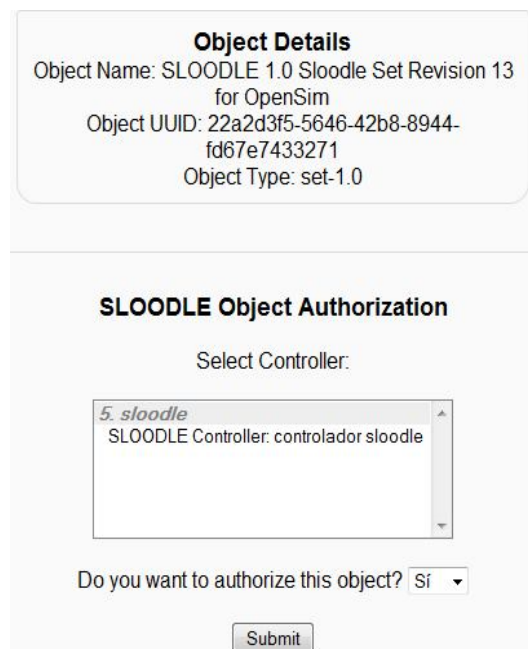 Object Details
Object Name: SLOODLE 1.0 Sloodle Set Revision 13
for OpenSim
Object UUID: 22a2d3f5-5646-42b8-8944-
fd67e7433271
Object Type: set-1.0
SLOODLE Object Authorization
Select Controller:
5. sloodle
SLOODLE Controller: controlador sloodle
Do you want to authorize this object? Sí
Submit